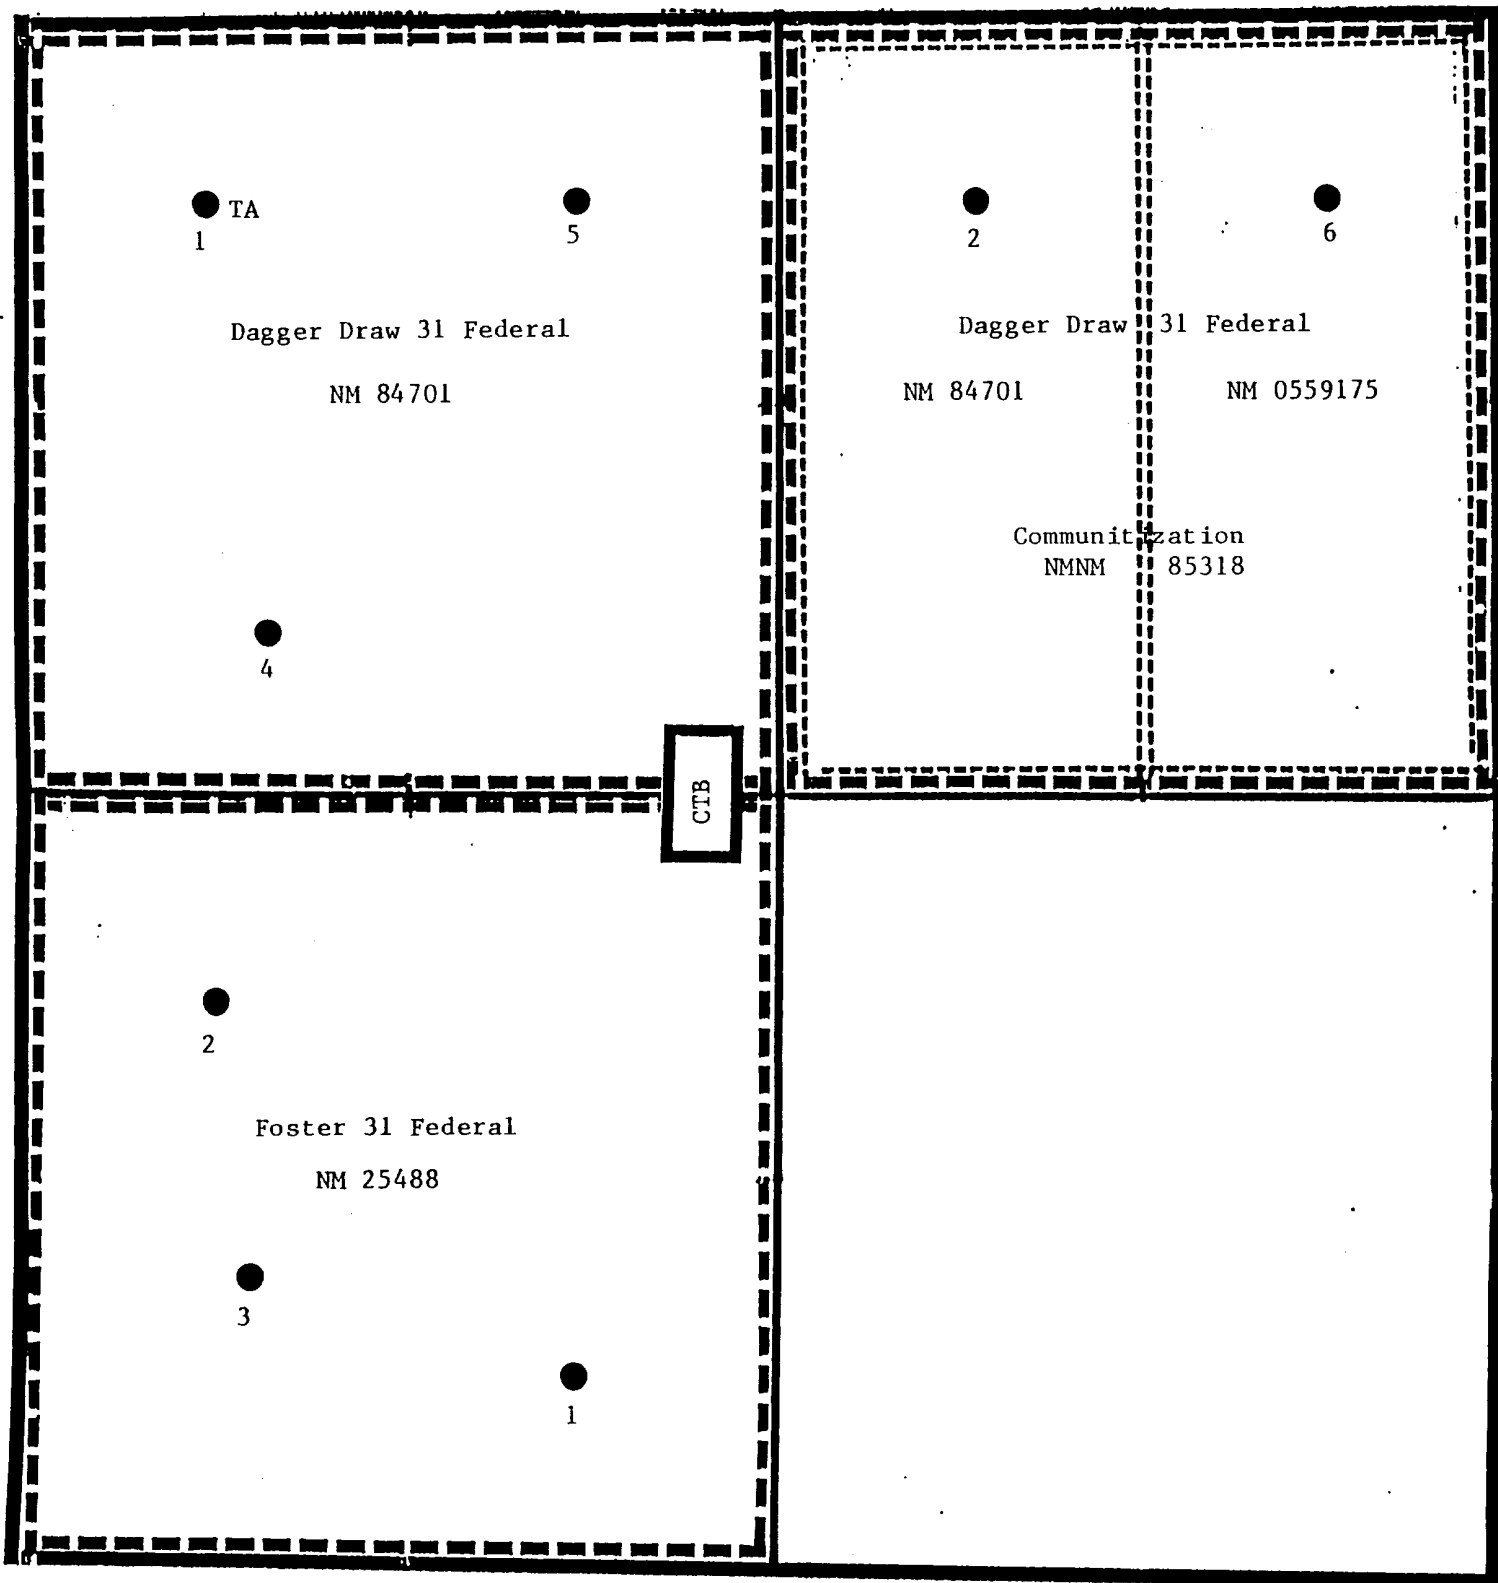 TA
1
5
Dagger Draw 31 Federal
NM 84701
4
2
6
Dagger Draw 31 Federal
NM 84701 NM 0559175
Communitization
NMNM 85318
CTB
2
Foster 31 Federal
NM 25488
3
1